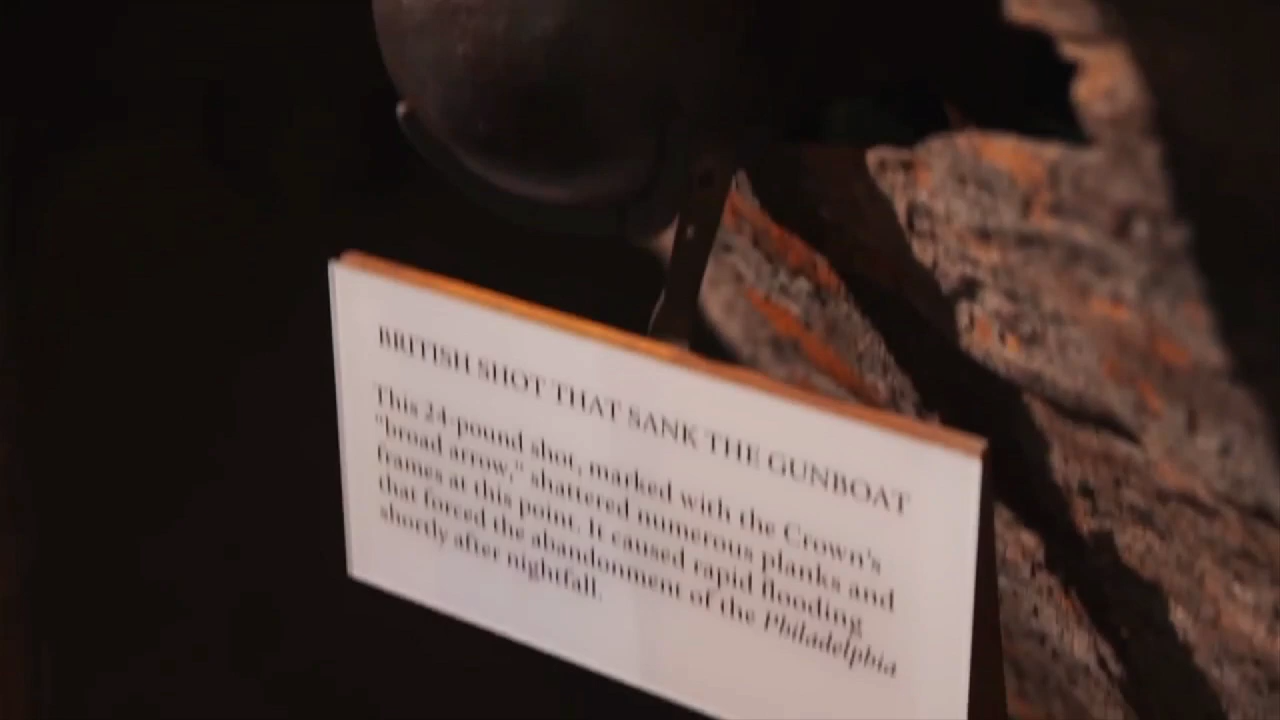 BRITISH SHOT THAT SANK THE GUNBOAT
This 24-pound shot, marked with the Crown's
"broad arrow," shattered numerous planks and
frames at this point. It caused rapid flooding
that forced the abandonment of the Philadelphia
shortly after nightfall.